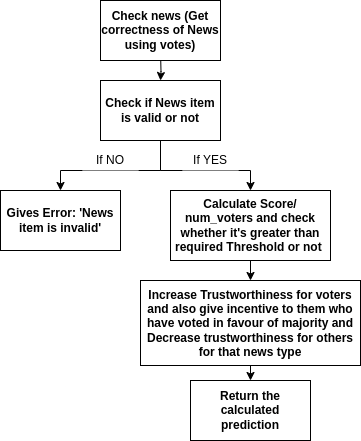 Check news (Get
correctness of News
using votes)
Check if News item
is valid or not
If NO
If YES
Gives Error: 'News
item is invalid'
Calculate Score/
num_voters and check
whether it's greater than
required Threshold or not
Increase Trustworthiness for voters
and also give incentive to them who
have voted in favour of majority and
Decrease trustworthiness for others
for that news type
Return the
calculated
prediction